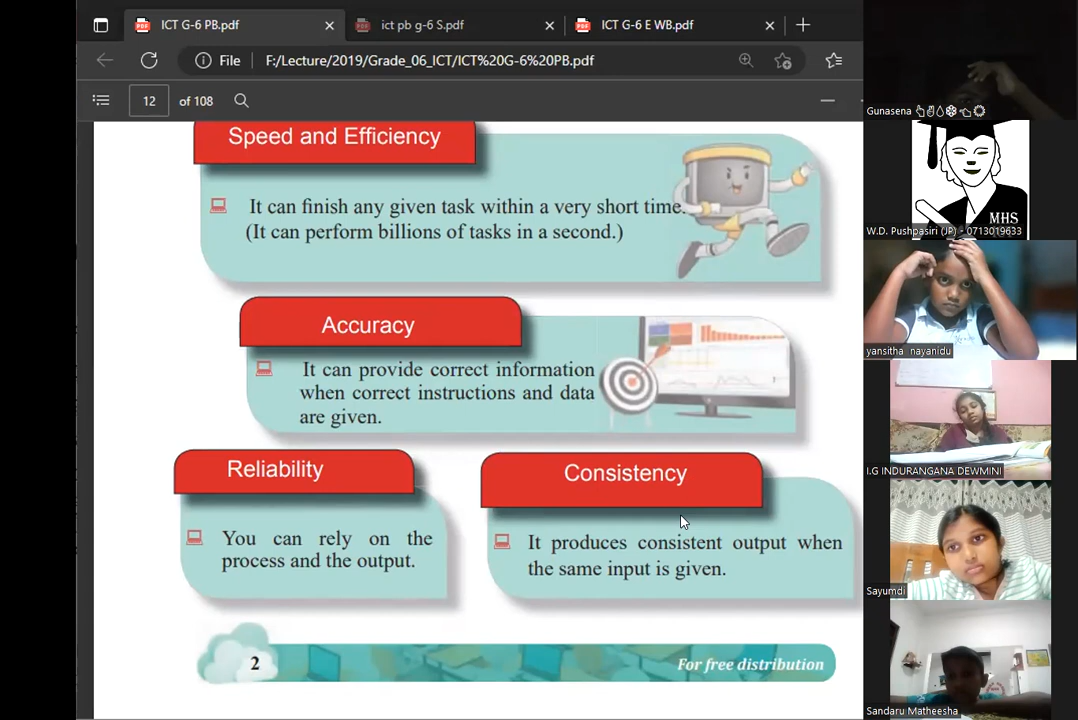 ICT G-6 PB.pdf
ict pb g-6 S.pdf
ICT G-6 E WB.pdf
File
F:/Lecture/2019/Grade_06_ICT/ICT%20G-6%20PB.pdf
12 of 108
Speed and Efficiency
It can finish any given task within a very short time.
(It can perform billions of tasks in a second.)
Accuracy
It can provide correct information
when correct instructions and data
are given.
Reliability
You can rely on the
process and the output.
Consistency
It produces consistent output when
the same input is given.
2
For free distribution
Gunasena
MHS
W.D. Pushpasiri (JP) - 0713019633
yansitha nayanidu
I.G INDURANGANA DEWMINI
Sayumdi
Sandaru Matheesha